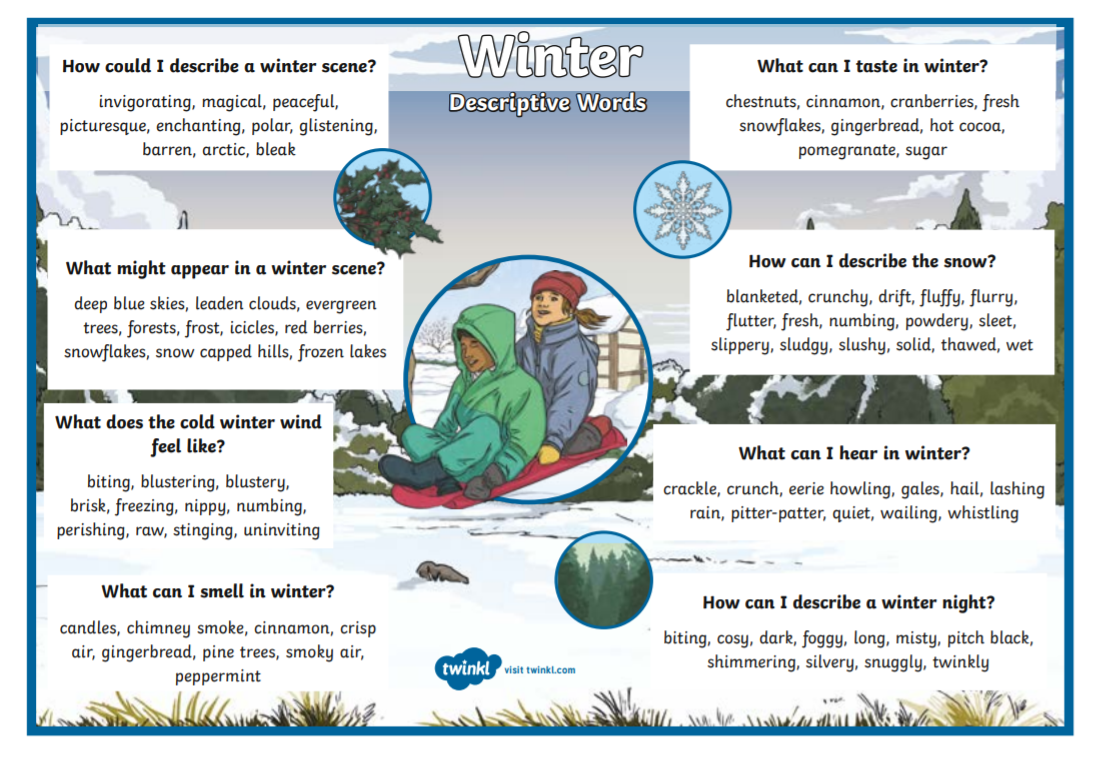 Winter
Descriptive Words
How could I describe a winter scene?
invigorating, magical, peaceful,
picturesque, enchanting, polar, glistening,
barren, arctic, bleak
What might appear in a winter scene?
deep blue skies, leaden clouds, evergreen
trees, forests, frost, icicles, red berries,
snowflakes, snow capped hills, frozen lakes
What does the cold winter wind
feel like?
biting, blustering, blustery,
brisk, freezing, nippy, numbing,
perishing, raw, stinging, uninviting
What can I smell in winter?
candles, chimney smoke, cinnamon, crisp
air, gingerbread, pine trees, smoky air,
peppermint
What can I taste in winter?
chestnuts, cinnamon, cranberries, fresh
snowflakes, gingerbread, hot cocoa,
pomegranate, sugar
How can I describe the snow?
blanketed, crunchy, drift, fluffy, flurry,
flutter, fresh, numbing, powdery, sleet,
slippery, sludgy, slushy, solid, thawed, wet
What can I hear in winter?
crackle, crunch, eerie howling, gales, hail, lashing
rain, pitter-patter, quiet, wailing, whistling
How can I describe a winter night?
biting, cosy, dark, foggy, long, misty, pitch black,
shimmering, silvery, snuggly, twinkly
twinkl visit twinkl.com